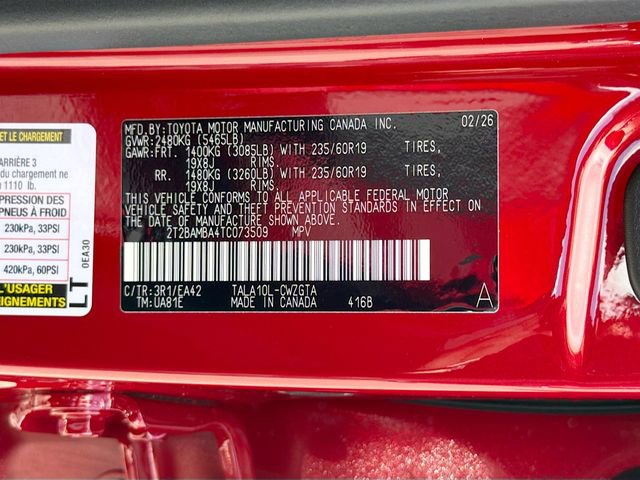 ET LE CHARGEMENT
ARRIÈRE 3
du chargement ne
1110 lb.
PRESSION DES
PNEUS À FROID
230kPa, 33PSI
230kPa, 33PSI
420kPa, 60PSI
L'USAGER
0EA30
LT
MFD.BY:TOYOTA MOTOR MANUFACTURING CANADA INC. 02/26
GVWR:2480KG (5465LB)
GAWR:FRT. 1400KG (3085LB) WITH 235/60R19 TIRES,
19X8J RIMS.
RR. 1480KG (3260LB) WITH 235/60R19 TIRES,
19X8J RIMS.
THIS VEHICLE CONFORMS TO ALL APPLICABLE FEDERAL MOTOR
VEHICLE SAFETY AND THEFT PREVENTION STANDARDS IN EFFECT ON
THE DATE OF MANUFACTURE SHOWN ABOVE.
2T2BAMBA4TC073509 MPV
C/TR:3R1/EA42 TALA10L-CWZGTA
TM:UA81E MADE IN CANADA 416B A